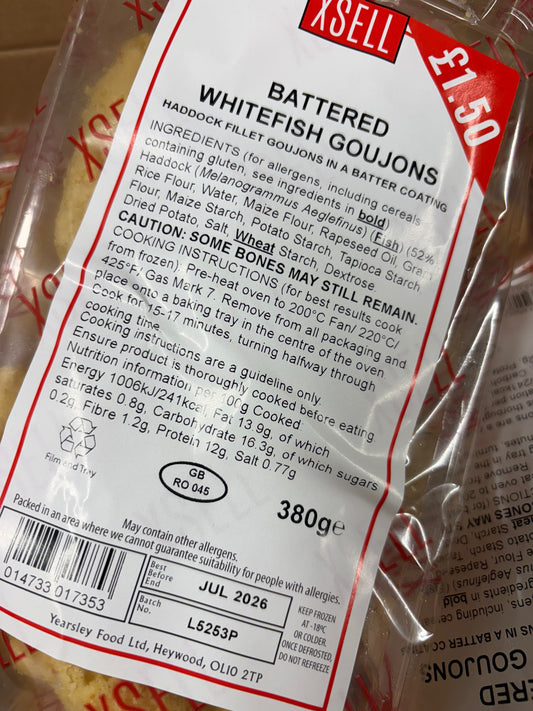 XSELL
£1.50
BATTERED
WHITEFISH GOUJONS
HADDOCK FILLET GOUJONS IN A BATTER COATING
INGREDIENTS (for allergens, including cereals
containing gluten, see ingredients in bold)
Haddock (Melanogrammus Aeglefinus) (Fish) (52%)
Rice Flour, Water, Maize Flour, Rapeseed Oil, Gram
Flour, Maize Starch, Potato Starch, Tapioca Starch
Dried Potato, Salt, Wheat Starch, Dextrose
CAUTION: SOME BONES MAY STILL REMAIN.
COOKING INSTRUCTIONS (for best results cook
from frozen): Pre-heat oven to 200°C Fan/ 220°C/
425°F/ Gas Mark 7. Remove from all packaging and
place onto a baking tray in the centre of the oven
Cook for 15-17 minutes, turning halfway through
cooking time.
Cooking instructions are a guideline only.
Ensure product is thoroughly cooked before eating
Nutrition information per 100g Cooked
Energy 1006kJ/241kcal, Fat 13.9g, of which
saturates 0.8g, Carbohydrate 16.3g, of which sugars
0.2g, Fibre 1.2g, Protein 12g, Salt 0.77g
Film and Tray
GB
RO 045
380g℮
May contain other allergens.
Packed in an area where we cannot guarantee suitability for people with allergies.
014733 017353
Best
Before
End
JUL 2026
Batch
No.
L5253P
KEEP FROZEN
AT -18°C
OR COLDER.
ONCE DEFROSTED,
DO NOT REFREEZE
Yearsley Food Ltd, Heywood, OL10 2TP
XSELL
XSELL
XSELL
XSELL
XSELL